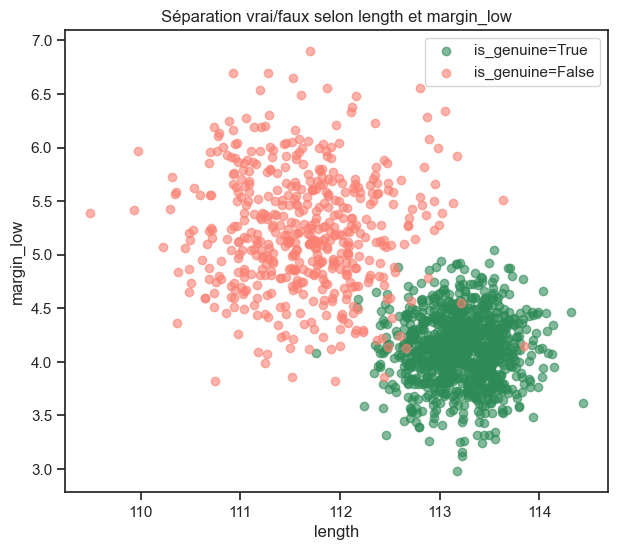 Séparation vrai/faux selon length et margin_low
is_genuine=True
is_genuine=False
7.0
6.5
6.0
5.5
5.0
4.5
4.0
3.5
3.0
margin_low
110
111
112
113
114
length